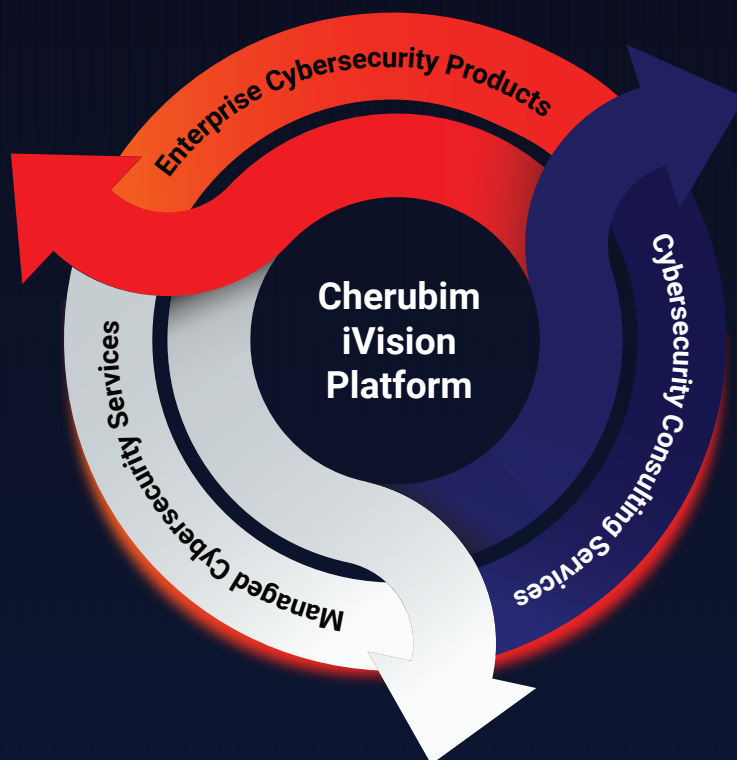 Enterprise Cybersecurity Products
Cybersecurity Consulting Services
Managed Cybersecurity Services
Cherubim
iVision
Platform